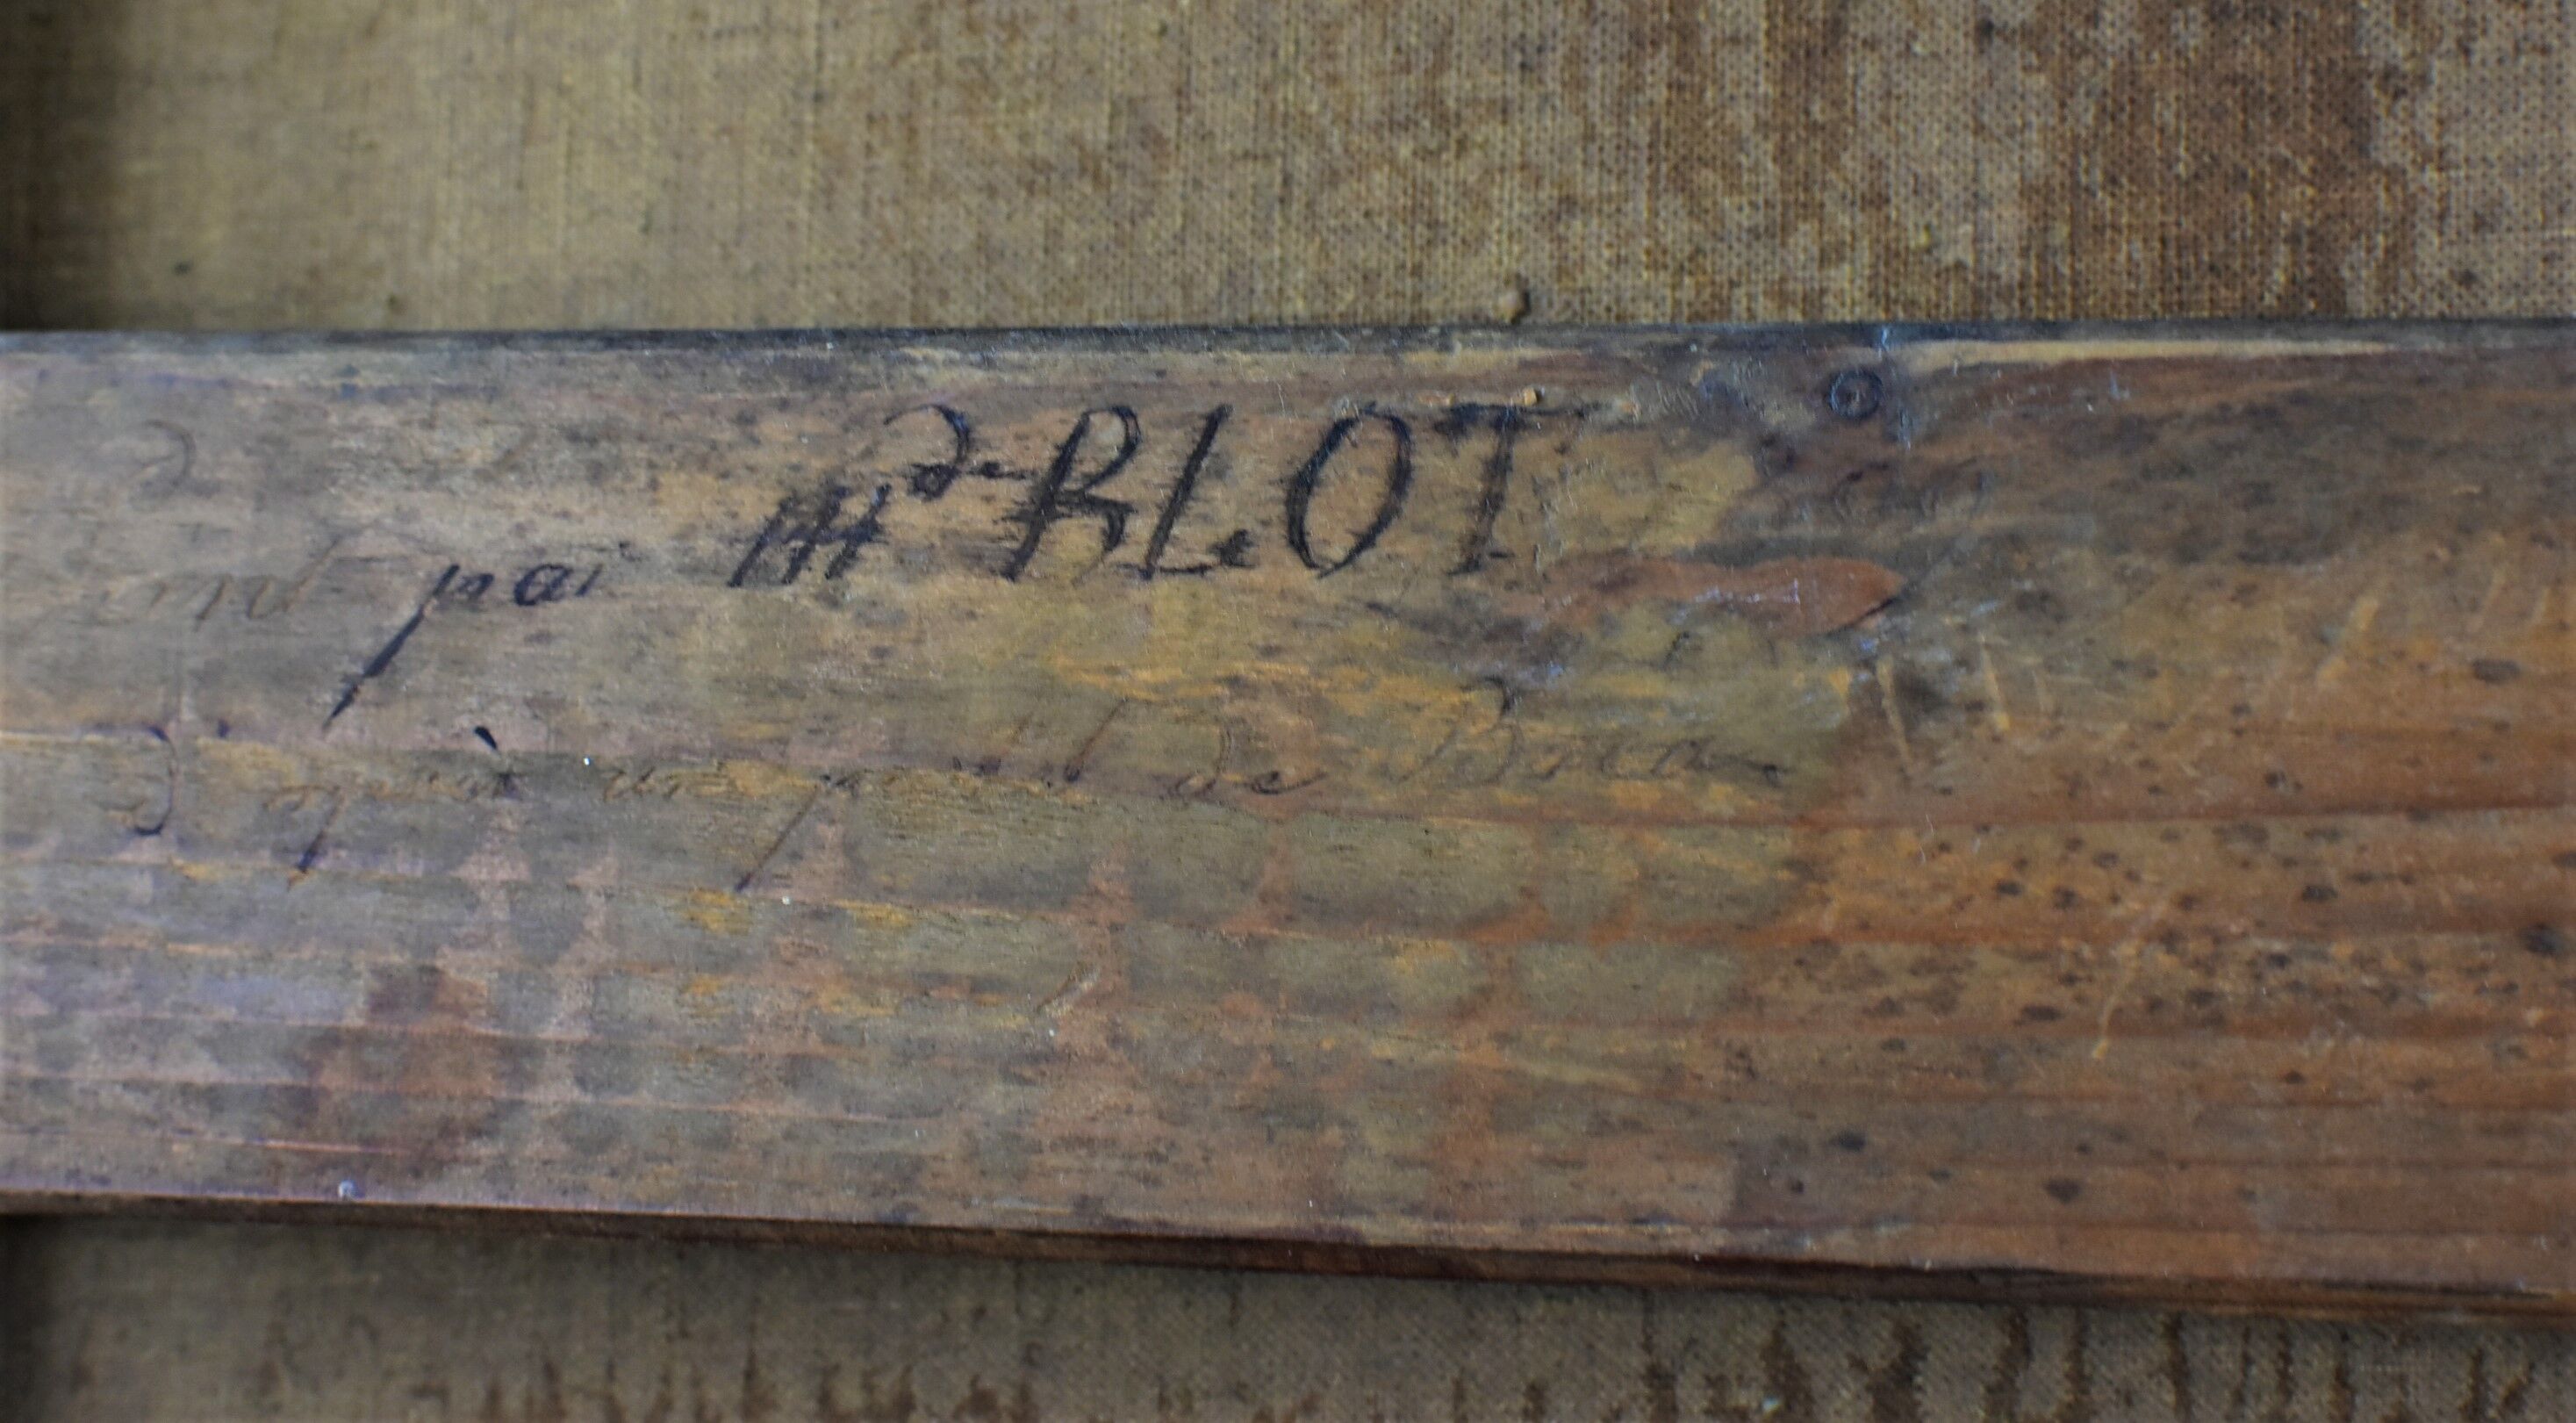 peint par Md BLOT
d'après un pastel de